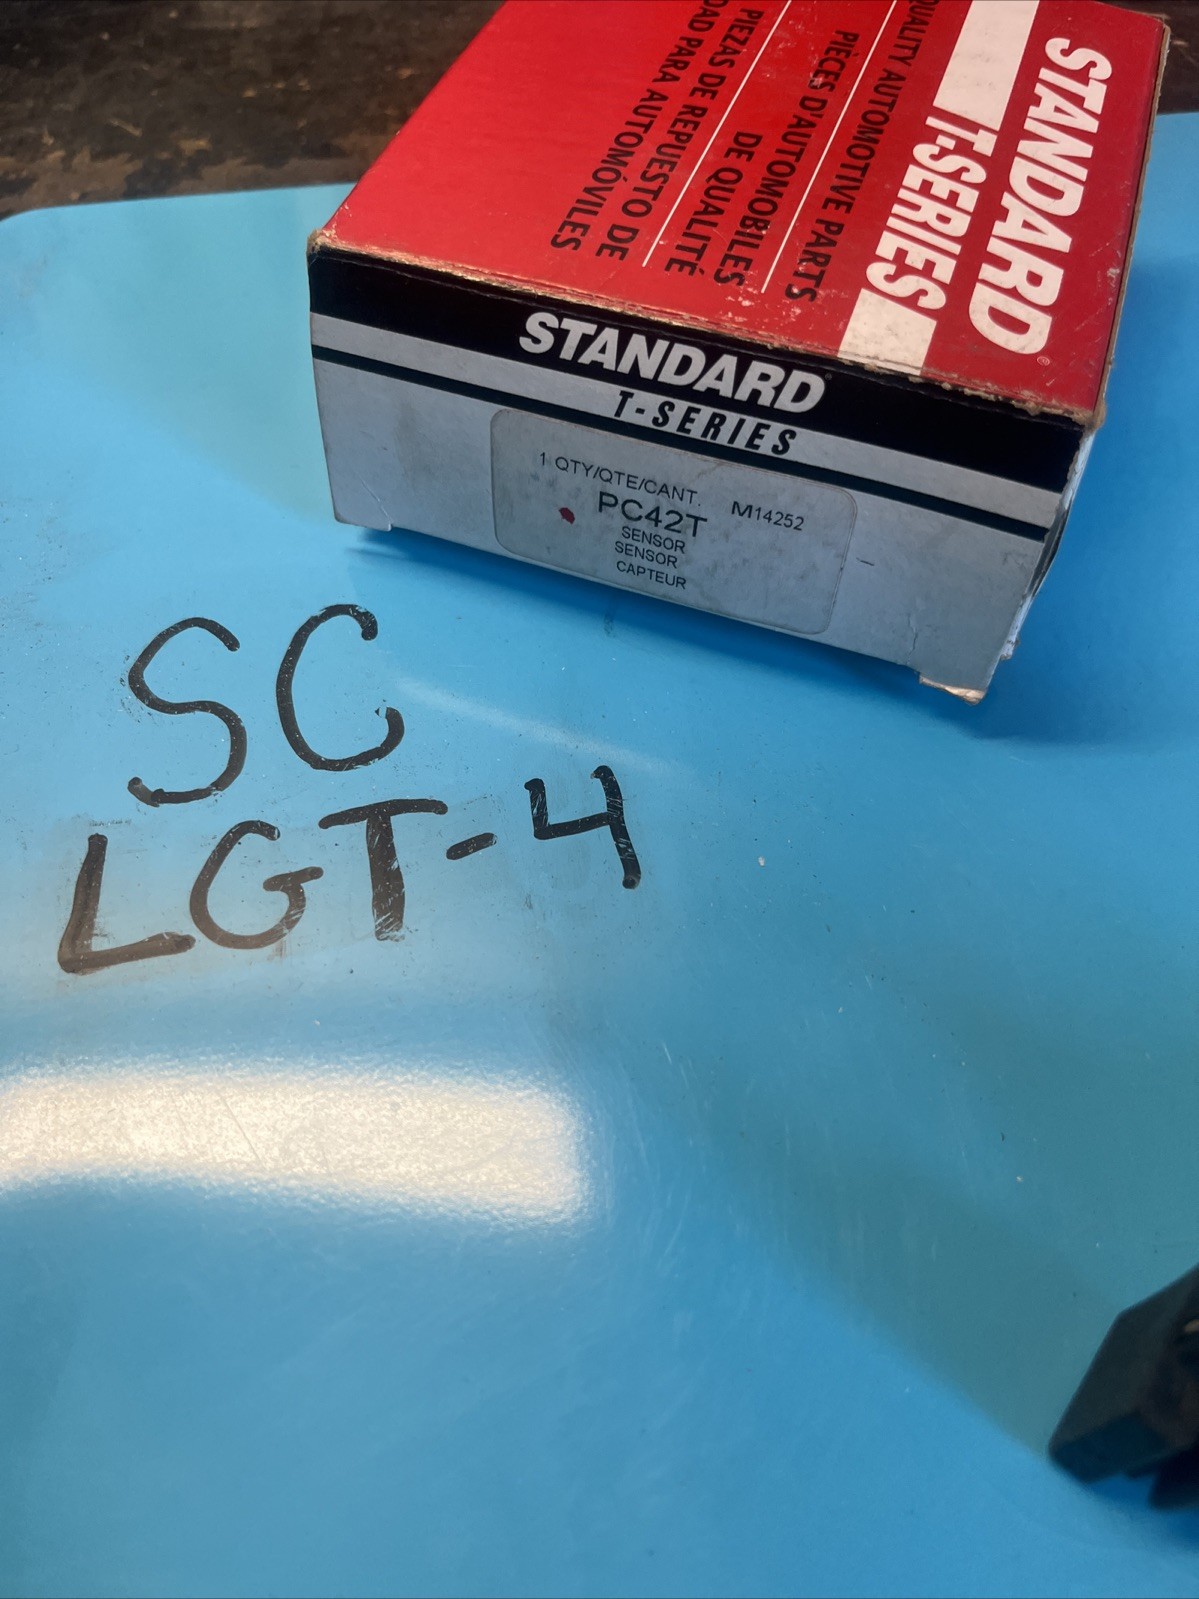 STANDARD®
T-SERIES
QUALITY AUTOMOTIVE PARTS
PIÈCES D'AUTOMOBILES
DE QUALITÉ
PIEZAS DE REPUESTO DE
DAD PARA AUTOMÓVILES
STANDARD
T-SERIES
1 QTY/QTE/CANT. M14252
PC42T
SENSOR
SENSOR
CAPTEUR
SC
LGT-4